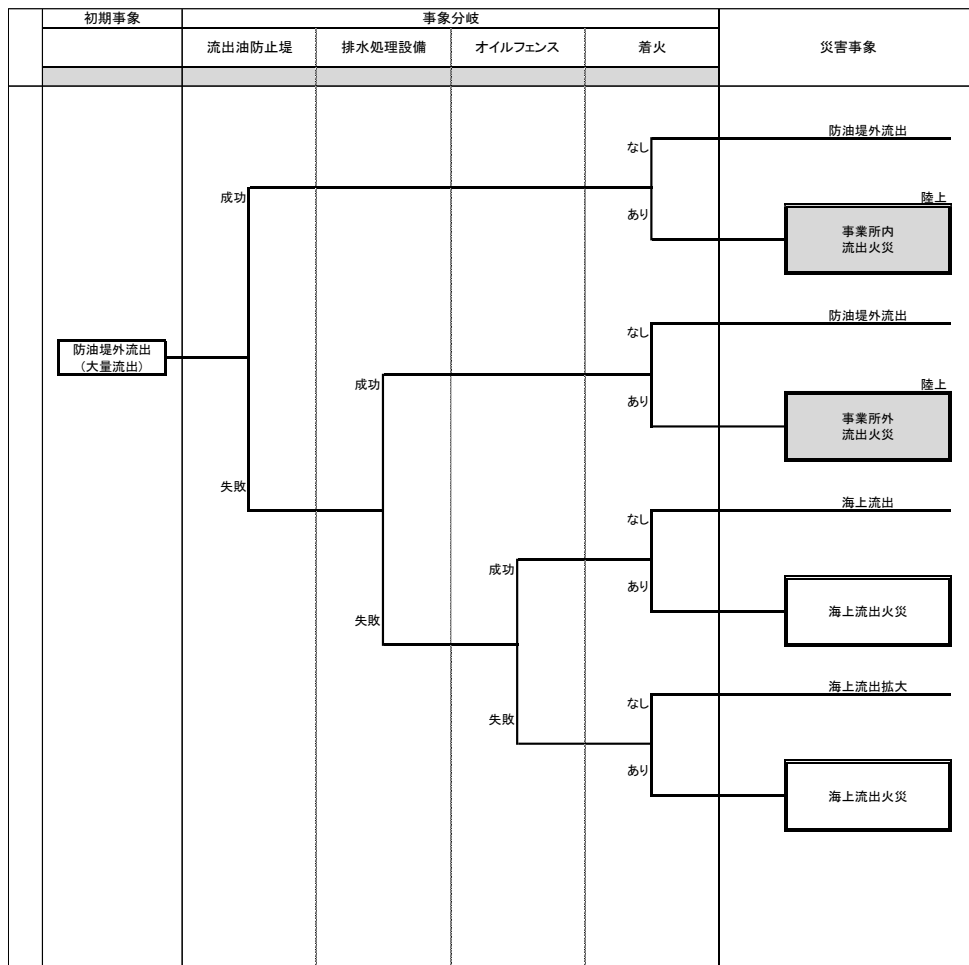 初期事象
事象分岐
流出油防止堤
排水処理設備
オイルフェンス
着火
災害事象
防油堤外流出
なし
成功
陸上
あり
事業所内
流出火災
防油堤外流出
なし
防油堤外流出
（大量流出）
成功
陸上
あり
事業所外
流出火災
失敗
海上流出
なし
成功
あり
海上流出火災
失敗
海上流出拡大
なし
失敗
あり
海上流出火災